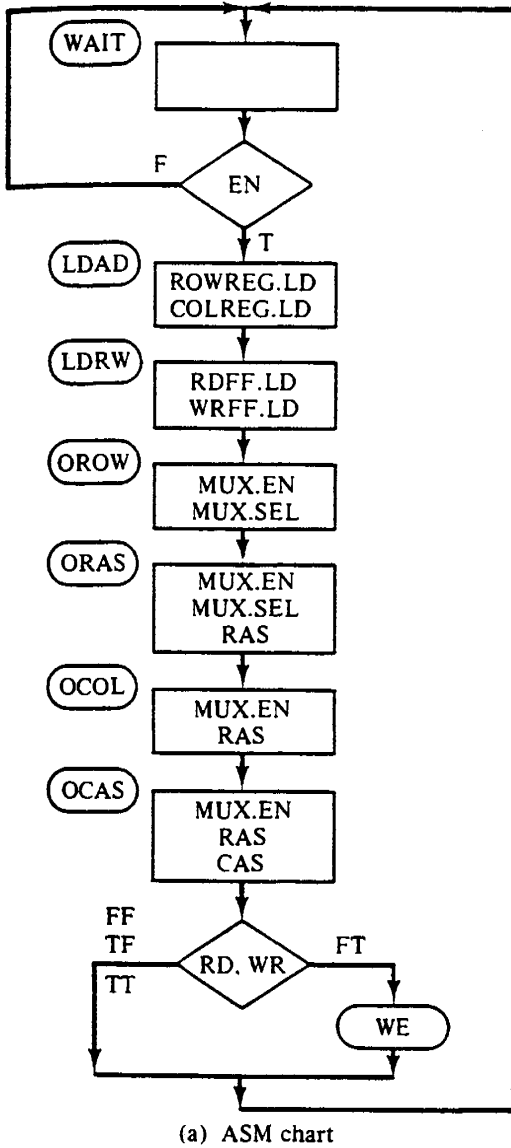 WAIT
F
EN
T
LDAD
ROWREG.LD
COLREG.LD
LDRW
RDFF.LD
WRFF.LD
OROW
MUX.EN
MUX.SEL
ORAS
MUX.EN
MUX.SEL
RAS
OCOL
MUX.EN
RAS
OCAS
MUX.EN
RAS
CAS
FF
TF
TT
RD, WR
FT
WE
(a) ASM chart